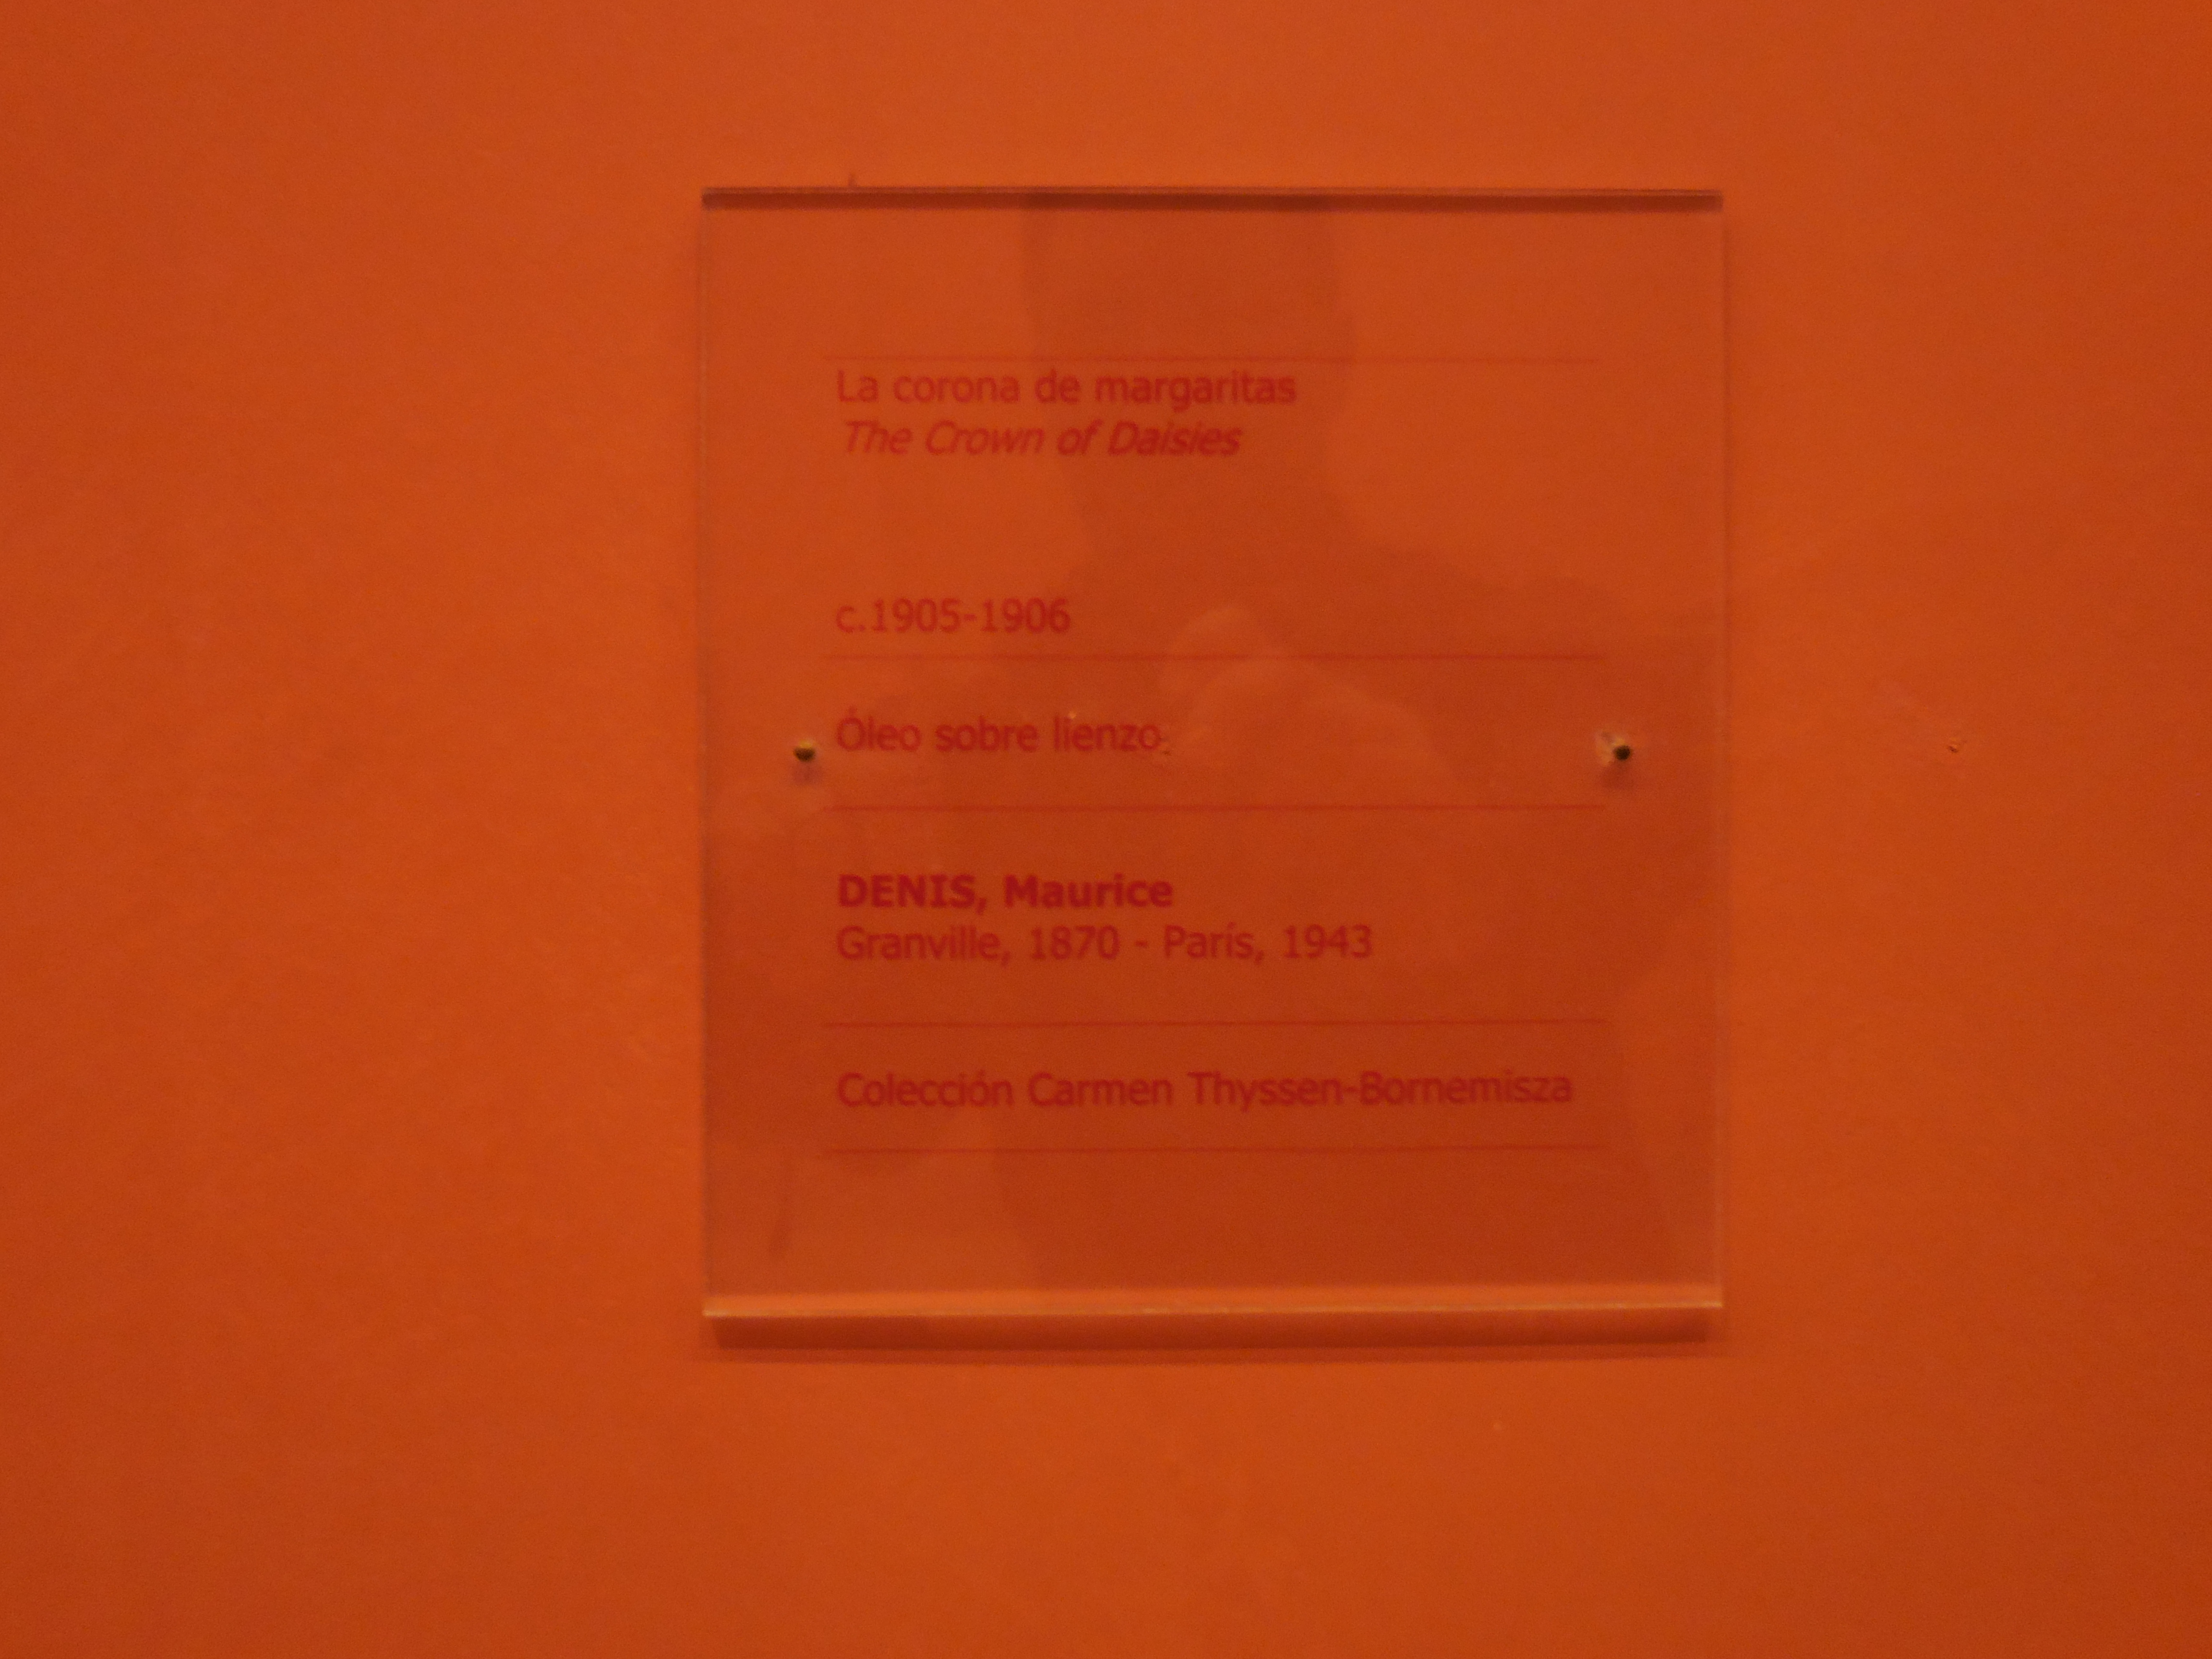 La corona de margaritas
The Crown of Daisies
c.1905-1906
Óleo sobre lienzo
DENIS, Maurice
Granville, 1870 - París, 1943
Colección Carmen Thyssen-Bornemisza